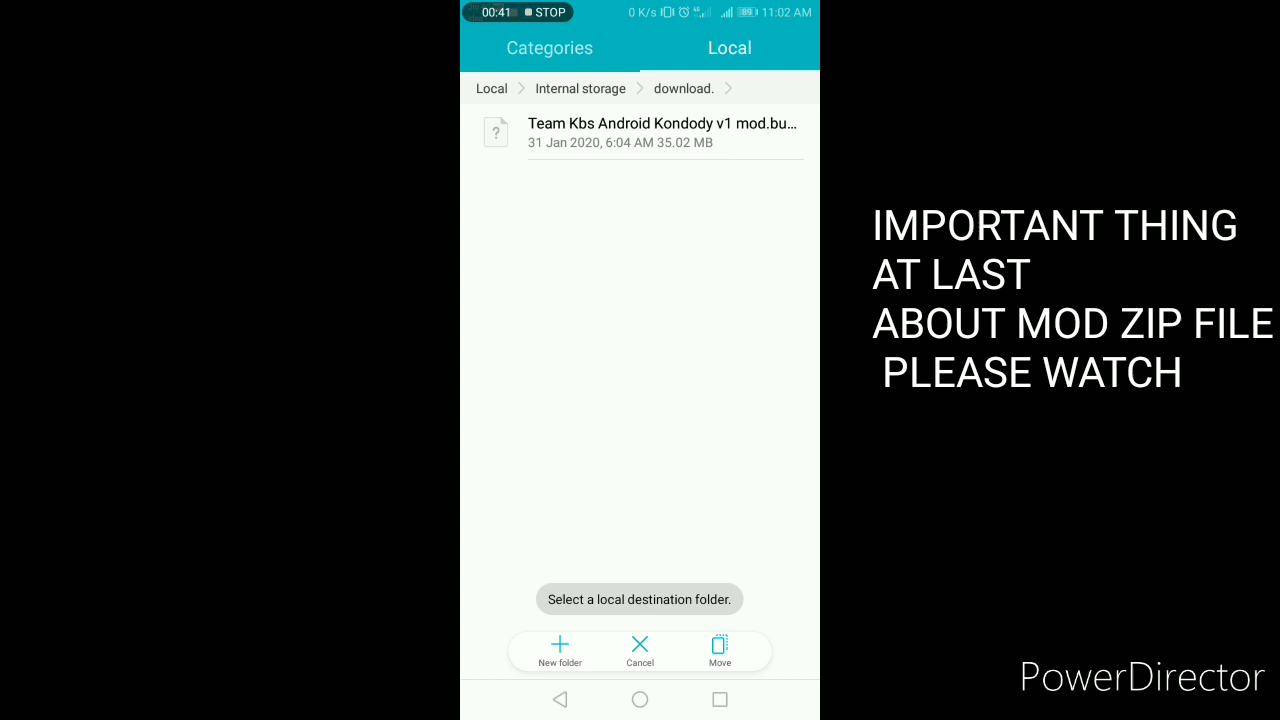 00:41 STOP 0 K/s 4G 89 11:02 AM
Categories Local
Local Internal storage download.
Team Kbs Android Kondody v1 mod.bu...
31 Jan 2020, 6:04 AM 35.02 MB
Select a local destination folder.
New folder Cancel Move
IMPORTANT THING
AT LAST
ABOUT MOD ZIP FILE
PLEASE WATCH
PowerDirector